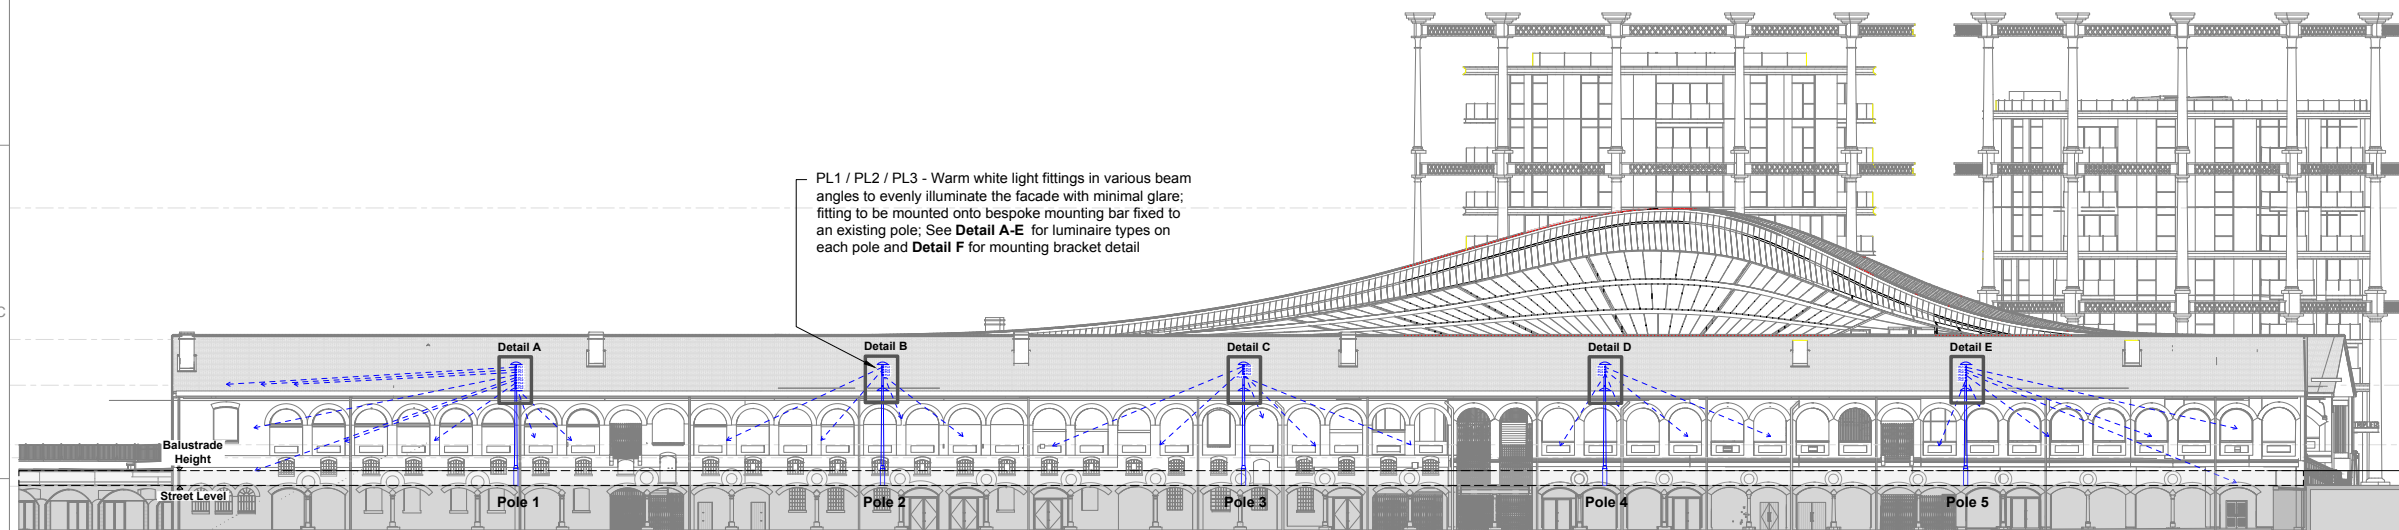 PL1 / PL2 / PL3 - Warm white light fittings in various beam
angles to evenly illuminate the facade with minimal glare;
fitting to be mounted onto bespoke mounting bar fixed to
an existing pole; See Detail A-E for luminaire types on
each pole and Detail F for mounting bracket detail
Detail A
Detail B
Detail C
Detail D
Detail E
Balustrade
Height
Street Level
Pole 1
Pole 2
Pole 3
Pole 4
Pole 5